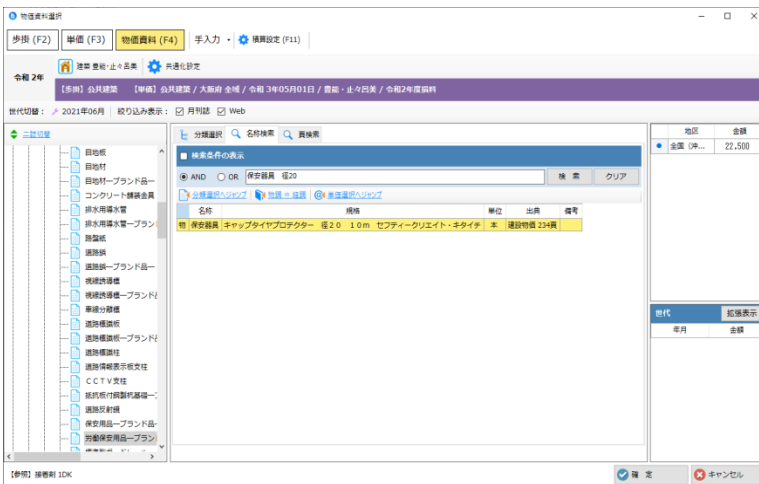 物価資料選択
歩掛 (F2) 単価 (F3) 物価資料 (F4) 手入力 積算設定 (F11)
令和 2年
建築 豊能・止々呂美 共通化設定
【歩掛】公共建築 【単価】公共建築 / 大阪府 全域 / 令和 3年05月01日 / 豊能・止々呂美 / 令和2年度損料
世代切替： 2021年06月 絞り込み表示： 月刊誌 Web
二誌切替
目地板
目地材
目地材ーブランド品ー
コンクリート舗装金具
排水用導水管
排水用導水管ーブラン
路盤紙
道路鋲
道路鋲ーブランド品ー
視線誘導標
視線誘導標ーブランド品
車線分離標
道路標識板
道路標識板ーブランド品
道路標識柱
道路情報表示板支柱
CCTV支柱
抵抗板付鋼製杭基礎ー
道路反射鏡
保安用品ーブランド品ー
労働保安用品ーブラン
分類選択 名称検索 頁検索
検索条件の表示
AND OR 保安器具 径20 検 索 クリア
分類選択へジャンプ 物調 ⇔ 経調 単価選択へジャンプ
名称 規格 単位 出典 備考
物 保安器具 キャップタイヤプロテクター 径20 10m セフティークリエイト・キタイチ 本 建設物価 234頁
地区 金額
全国（沖... 22,500
世代 拡張表示
年月 金額
【参照】接着剤 1DK
確 定 キャンセル